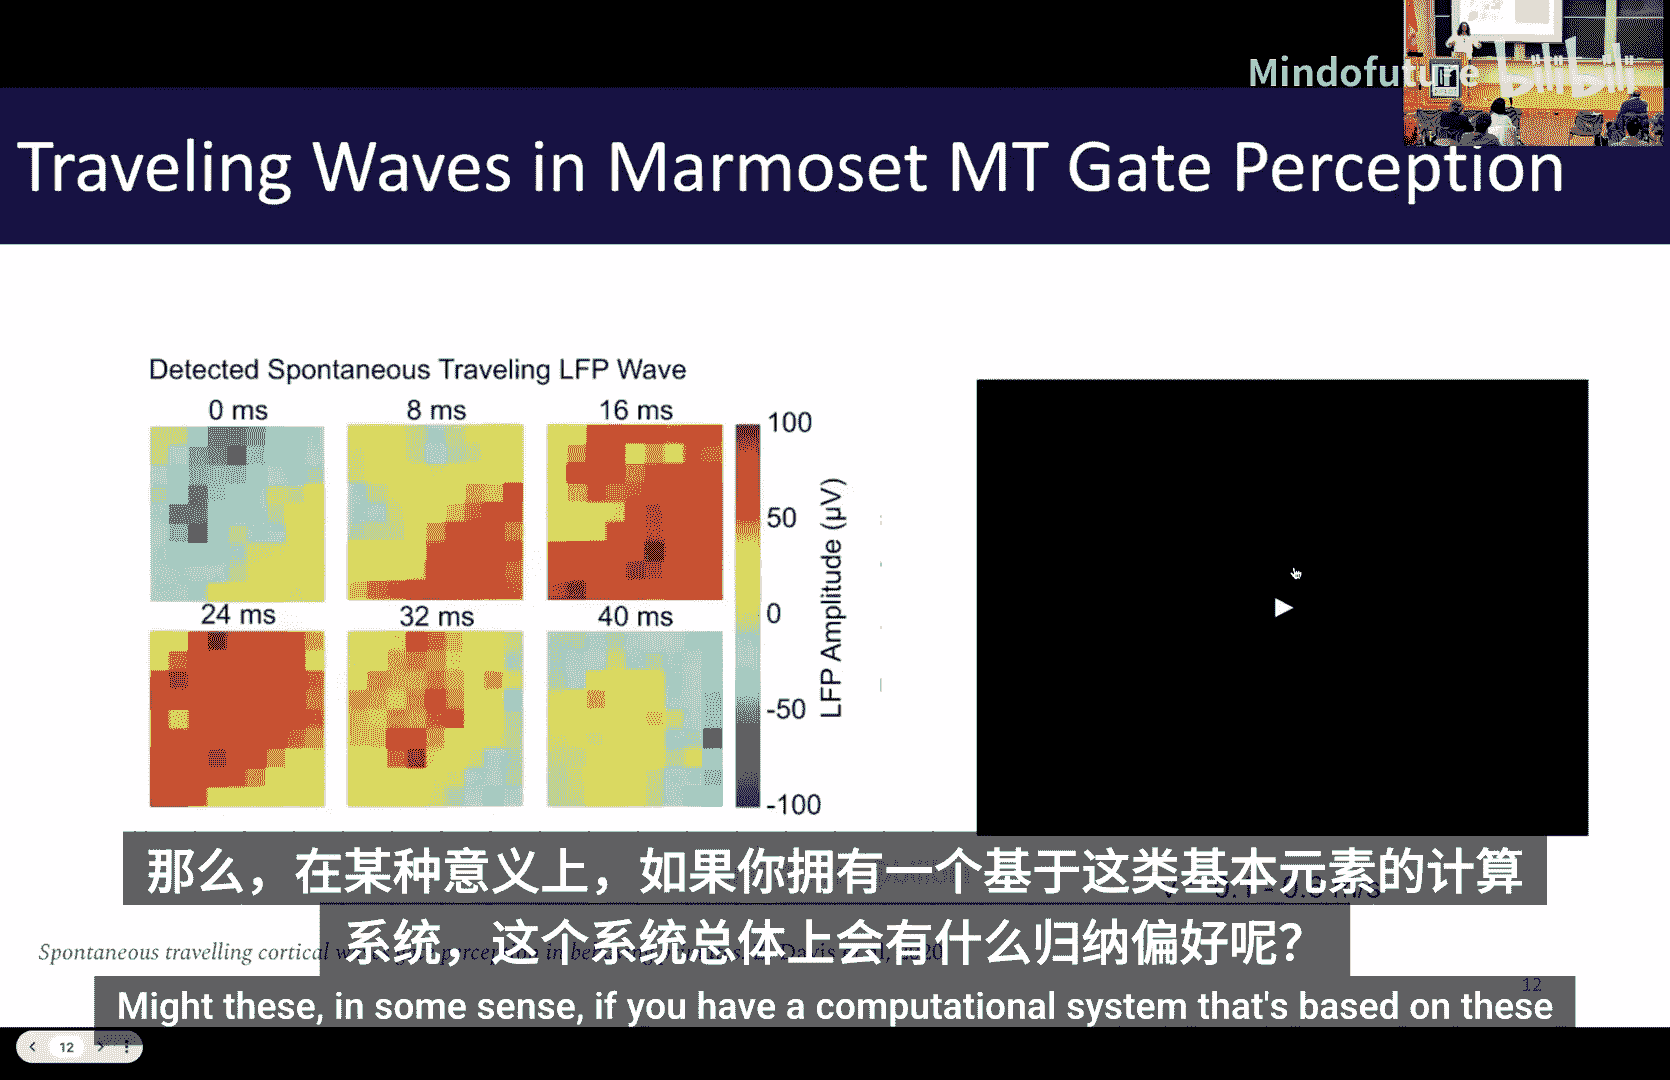 Mindofuture
bilibili
Traveling Waves in Marmoset MT Gate Perception
Detected Spontaneous Traveling LFP Wave
0 ms 8 ms 16 ms
24 ms 32 ms 40 ms
100
50
0
-50
-100
LFP Amplitude (µV)
那么，在某种意义上，如果你拥有一个基于这类基本元素的计算
系统，这个系统总体上会有什么归纳偏好呢？
Spontaneous travelling cortical
Might these, in some sense, if you have a computational system that's based on these
12
12